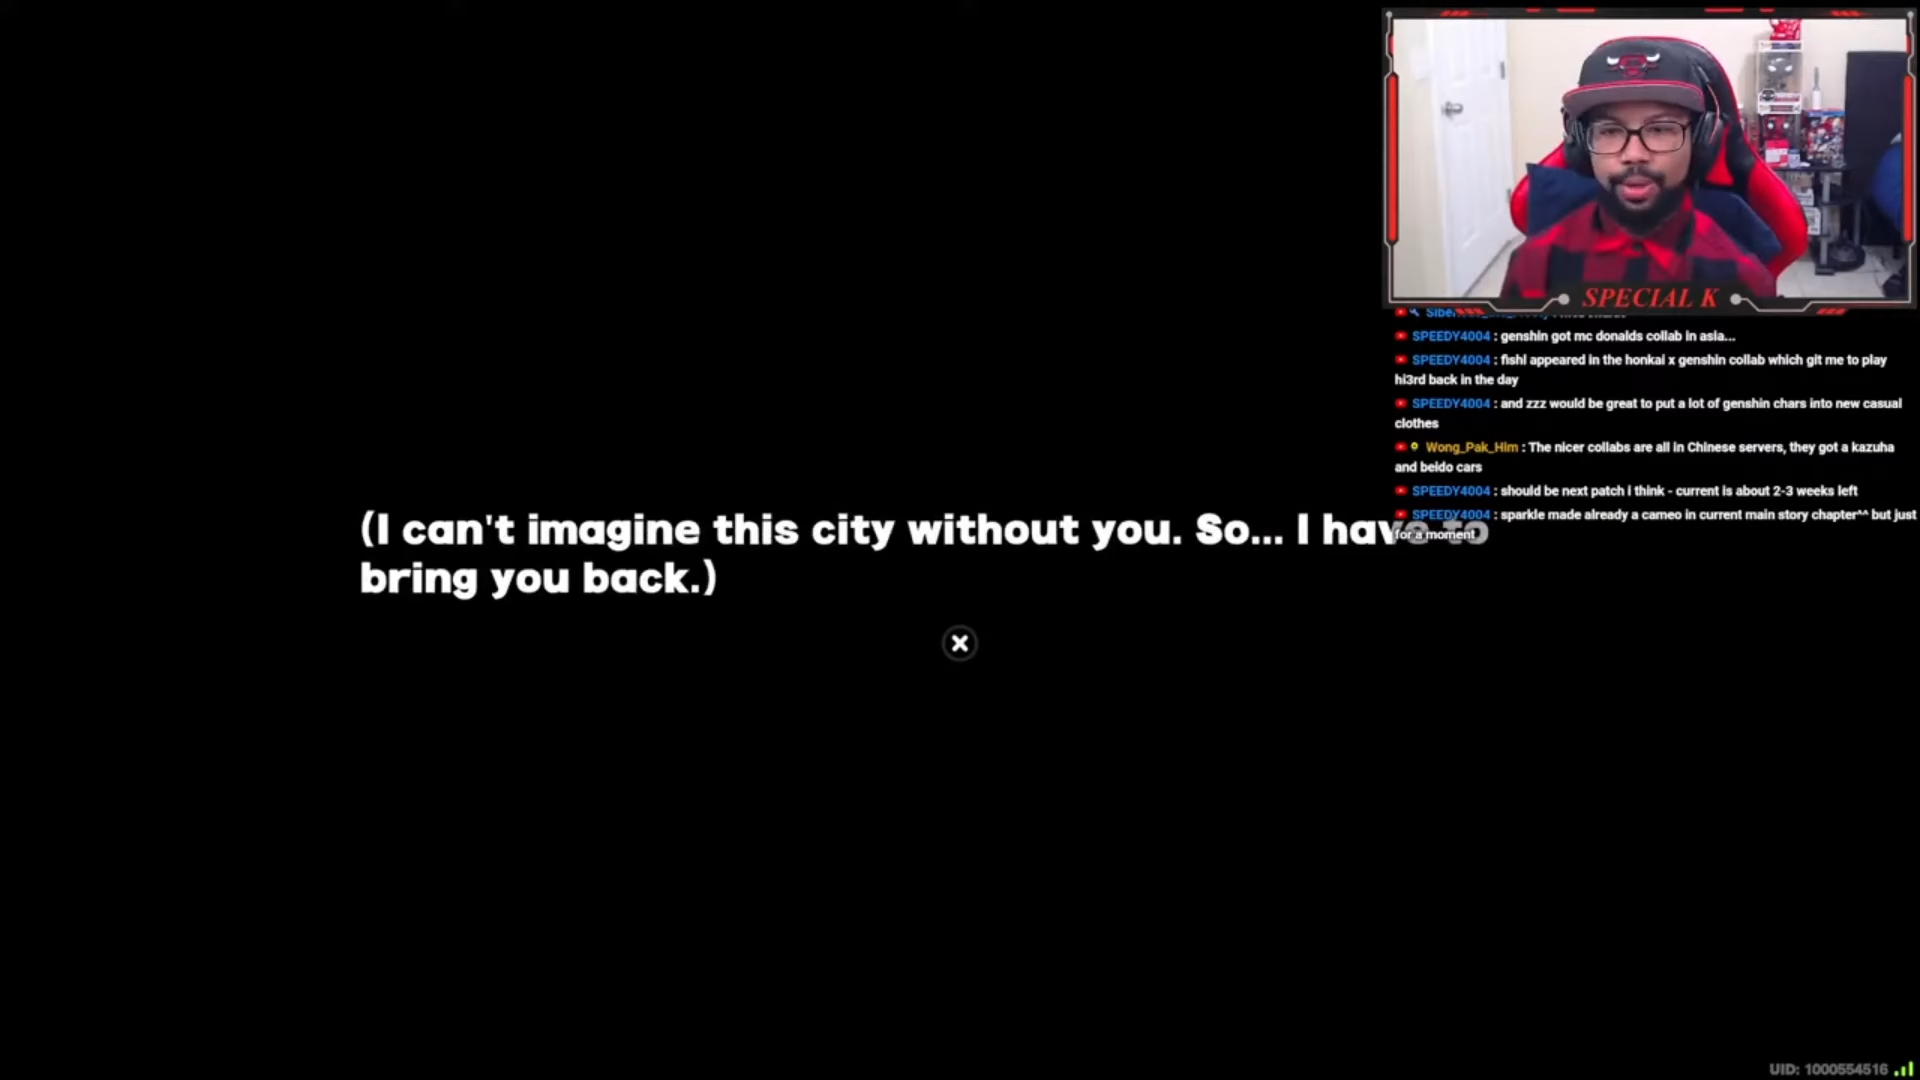 SPECIAL K
SPEEDY4004 : genshin got mc donalds collab in asia...
SPEEDY4004 : fishl appeared in the honkai x genshin collab which git me to play
hi3rd back in the day
SPEEDY4004 : and zzz would be great to put a lot of genshin chars into new casual
clothes
Wong_Pak_Him : The nicer collabs are all in Chinese servers, they got a kazuha
and beido cars
SPEEDY4004 : should be next patch i think - current is about 2-3 weeks left
SPEEDY4004 : sparkle made already a cameo in current main story chapter^^ but just
for a moment
(I can't imagine this city without you. So... I have to
bring you back.)
UID: 1000554516